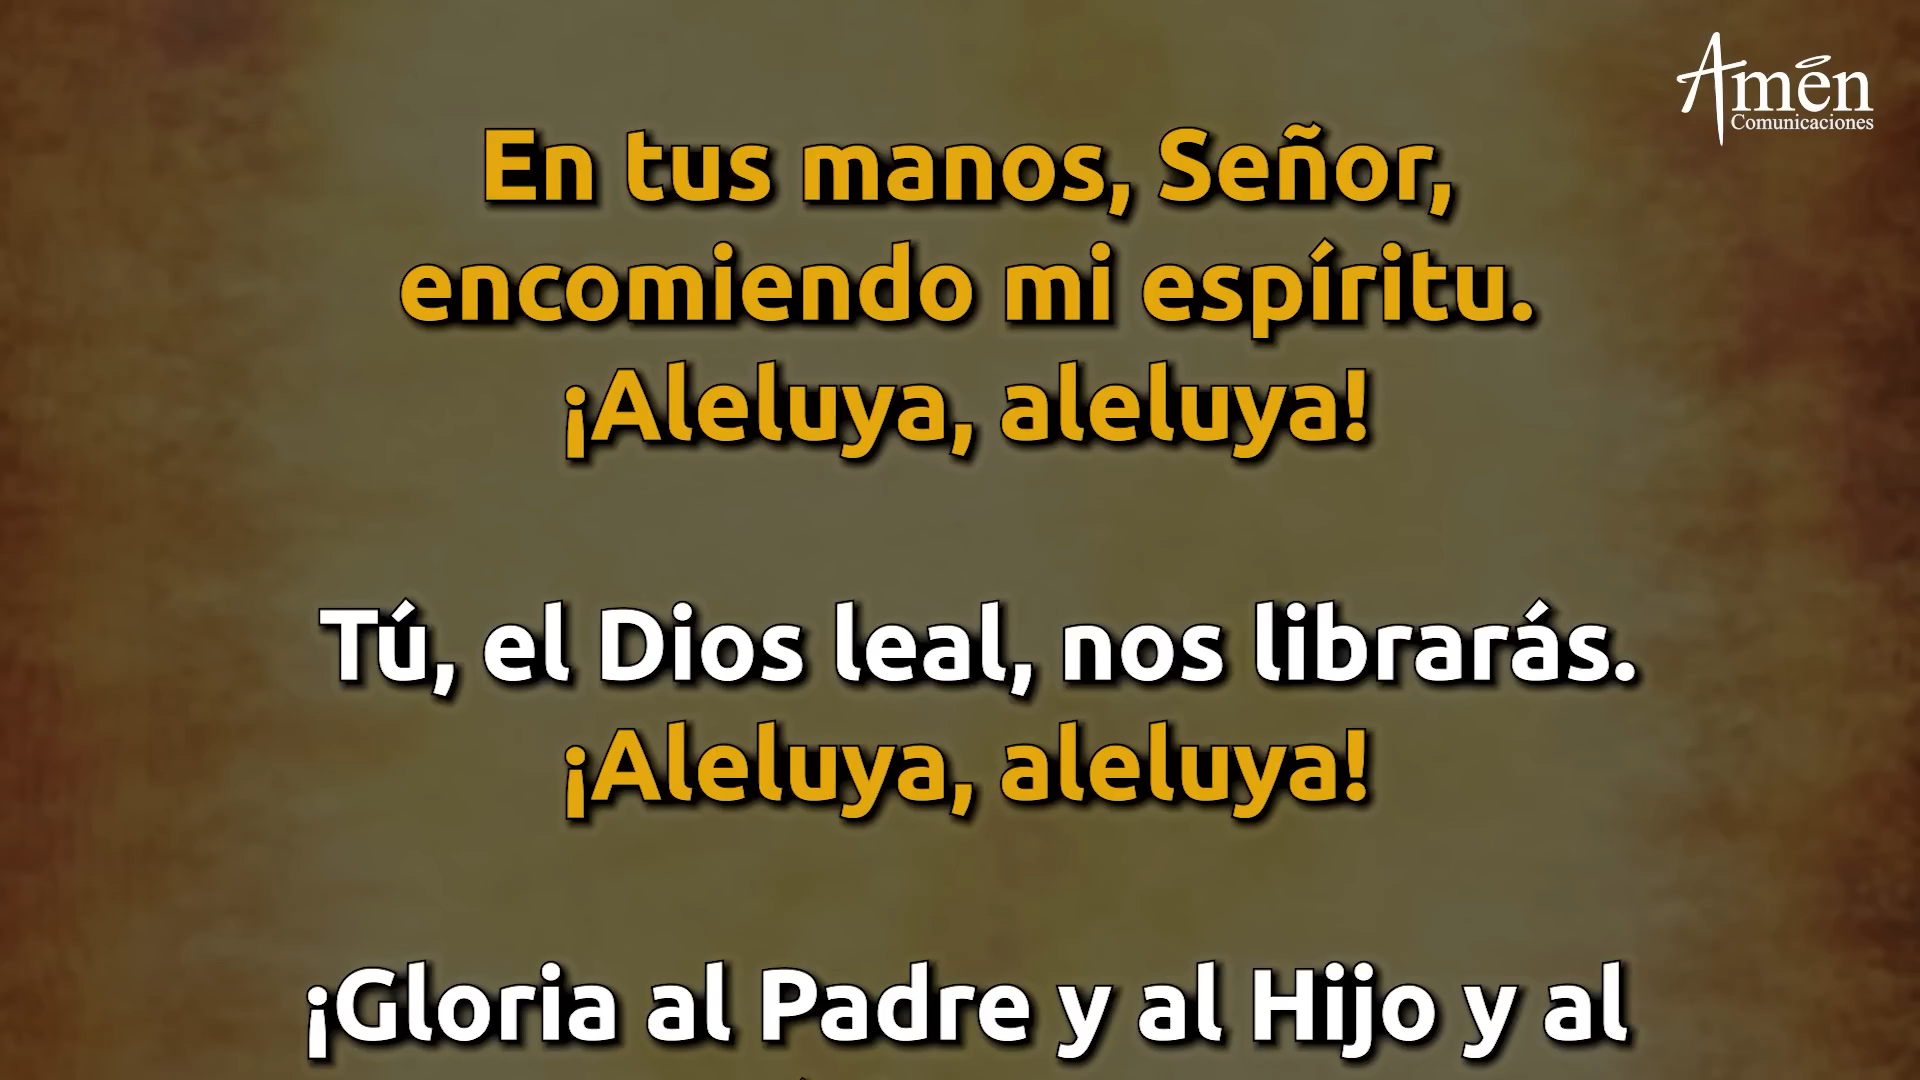 Amén
Comunicaciones
En tus manos, Señor,
encomiendo mi espíritu.
¡Aleluya, aleluya!
Tú, el Dios leal, nos librarás.
¡Aleluya, aleluya!
¡Gloria al Padre y al Hijo y al